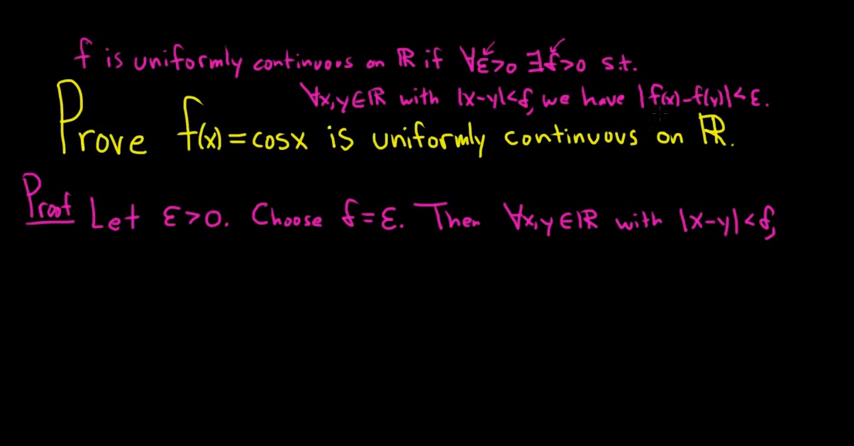 f is uniformly continuous on ℝ if ∀ε>0 ∃δ>0 s.t.
∀x,y∈ℝ with |x-y|<δ, we have |f(x)-f(y)|<ε.
Prove f(x)=cosx is uniformly continuous on ℝ.
Proof Let ε>0. Choose δ=ε. Then ∀x,y∈ℝ with |x-y|<δ,